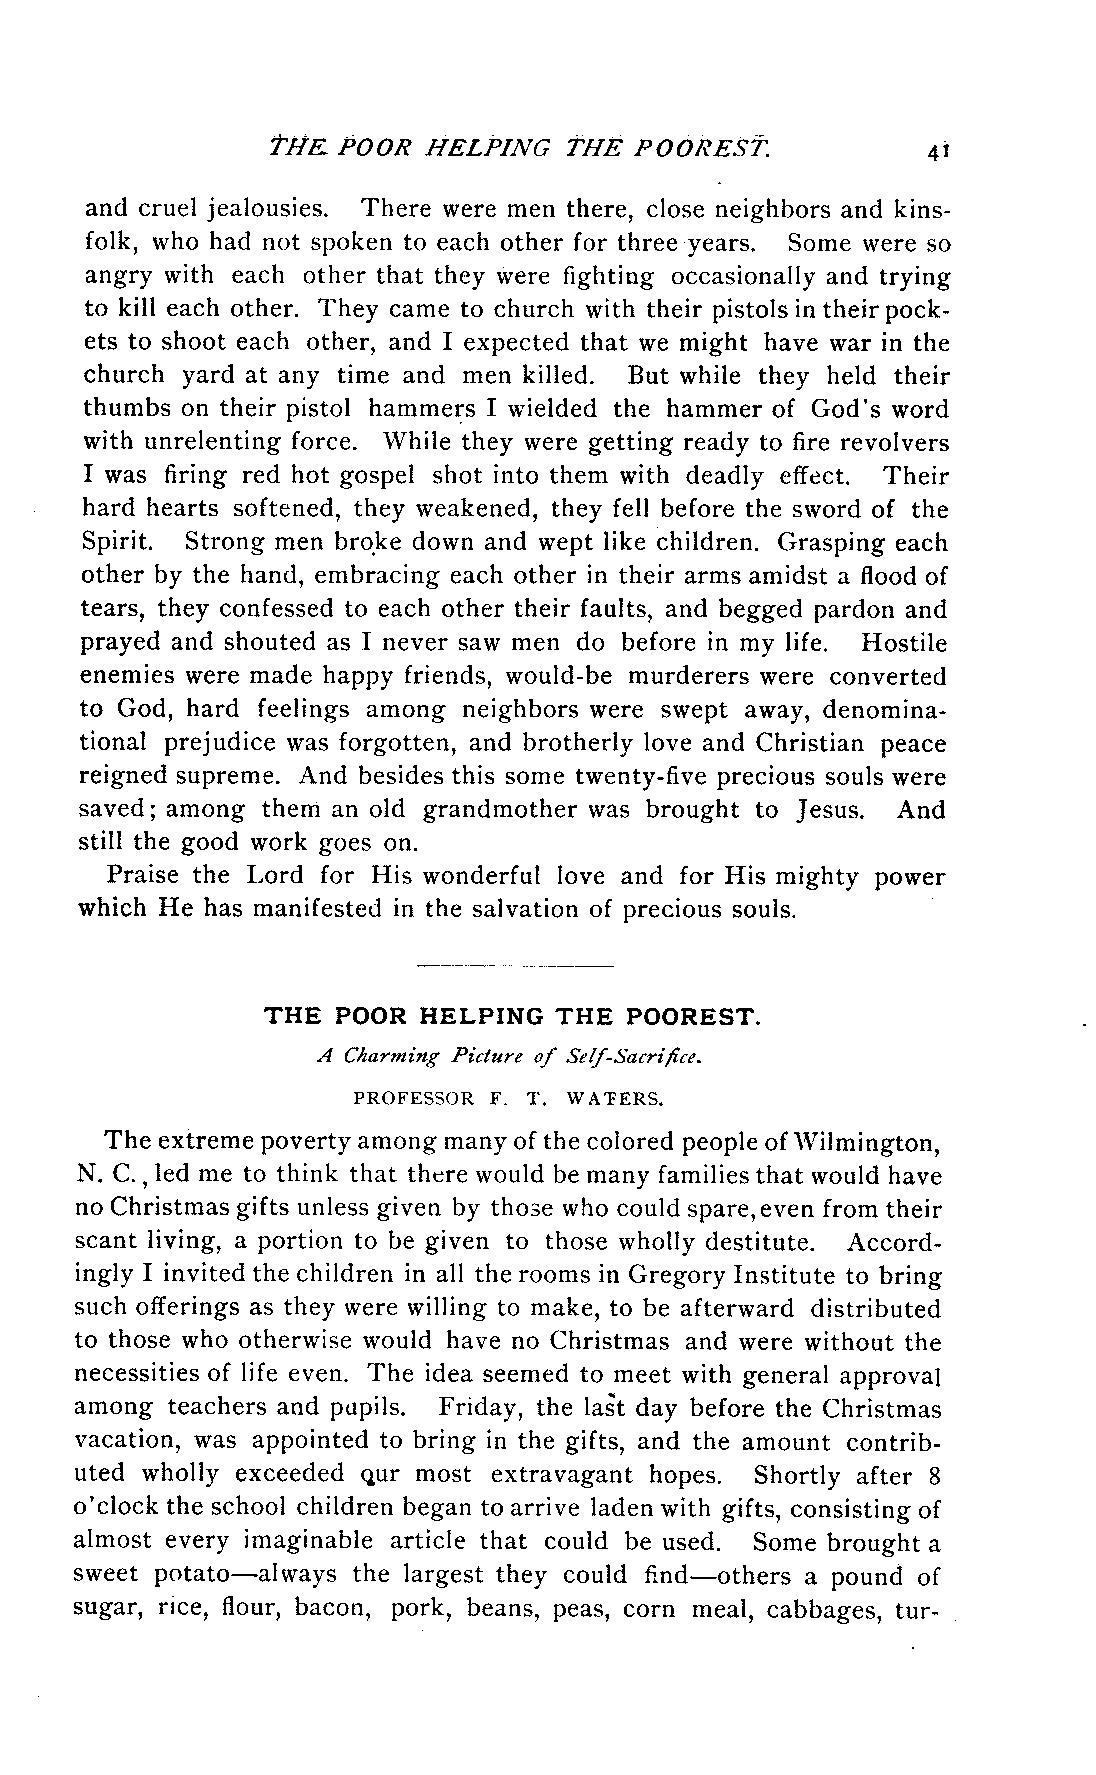 THE POOR HELPING THE POOREST. 41
and cruel jealousies. There were men there, close neighbors and kins-
folk, who had not spoken to each other for three years. Some were so
angry with each other that they were fighting occasionally and trying
to kill each other. They came to church with their pistols in their pock-
ets to shoot each other, and I expected that we might have war in the
church yard at any time and men killed. But while they held their
thumbs on their pistol hammers I wielded the hammer of God's word
with unrelenting force. While they were getting ready to fire revolvers
I was firing red hot gospel shot into them with deadly effect. Their
hard hearts softened, they weakened, they fell before the sword of the
Spirit. Strong men broke down and wept like children. Grasping each
other by the hand, embracing each other in their arms amidst a flood of
tears, they confessed to each other their faults, and begged pardon and
prayed and shouted as I never saw men do before in my life. Hostile
enemies were made happy friends, would-be murderers were converted
to God, hard feelings among neighbors were swept away, denomina-
tional prejudice was forgotten, and brotherly love and Christian peace
reigned supreme. And besides this some twenty-five precious souls were
saved; among them an old grandmother was brought to Jesus. And
still the good work goes on.
Praise the Lord for His wonderful love and for His mighty power
which He has manifested in the salvation of precious souls.
THE POOR HELPING THE POOREST.
A Charming Picture of Self-Sacrifice.
PROFESSOR F. T. WATERS.
The extreme poverty among many of the colored people of Wilmington,
N. C., led me to think that there would be many families that would have
no Christmas gifts unless given by those who could spare, even from their
scant living, a portion to be given to those wholly destitute. Accord-
ingly I invited the children in all the rooms in Gregory Institute to bring
such offerings as they were willing to make, to be afterward distributed
to those who otherwise would have no Christmas and were without the
necessities of life even. The idea seemed to meet with general approval
among teachers and pupils. Friday, the last day before the Christmas
vacation, was appointed to bring in the gifts, and the amount contrib-
uted wholly exceeded our most extravagant hopes. Shortly after 8
o'clock the school children began to arrive laden with gifts, consisting of
almost every imaginable article that could be used. Some brought a
sweet potato—always the largest they could find—others a pound of
sugar, rice, flour, bacon, pork, beans, peas, corn meal, cabbages, tur-